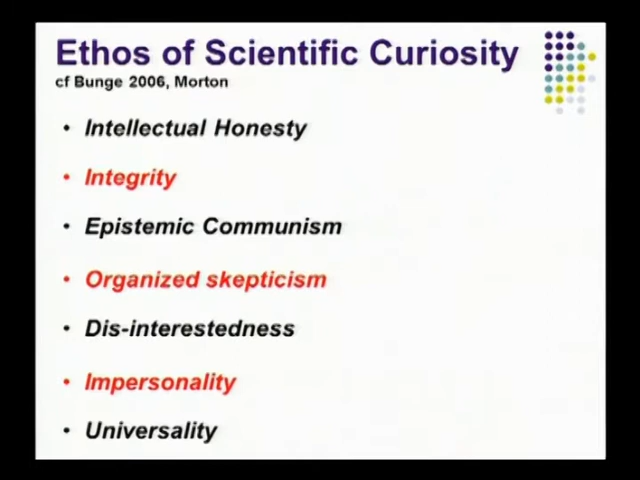 Ethos of Scientific Curiosity
cf Bunge 2006, Morton
• Intellectual Honesty
• Integrity
• Epistemic Communism
• Organized skepticism
• Dis-interestedness
• Impersonality
• Universality